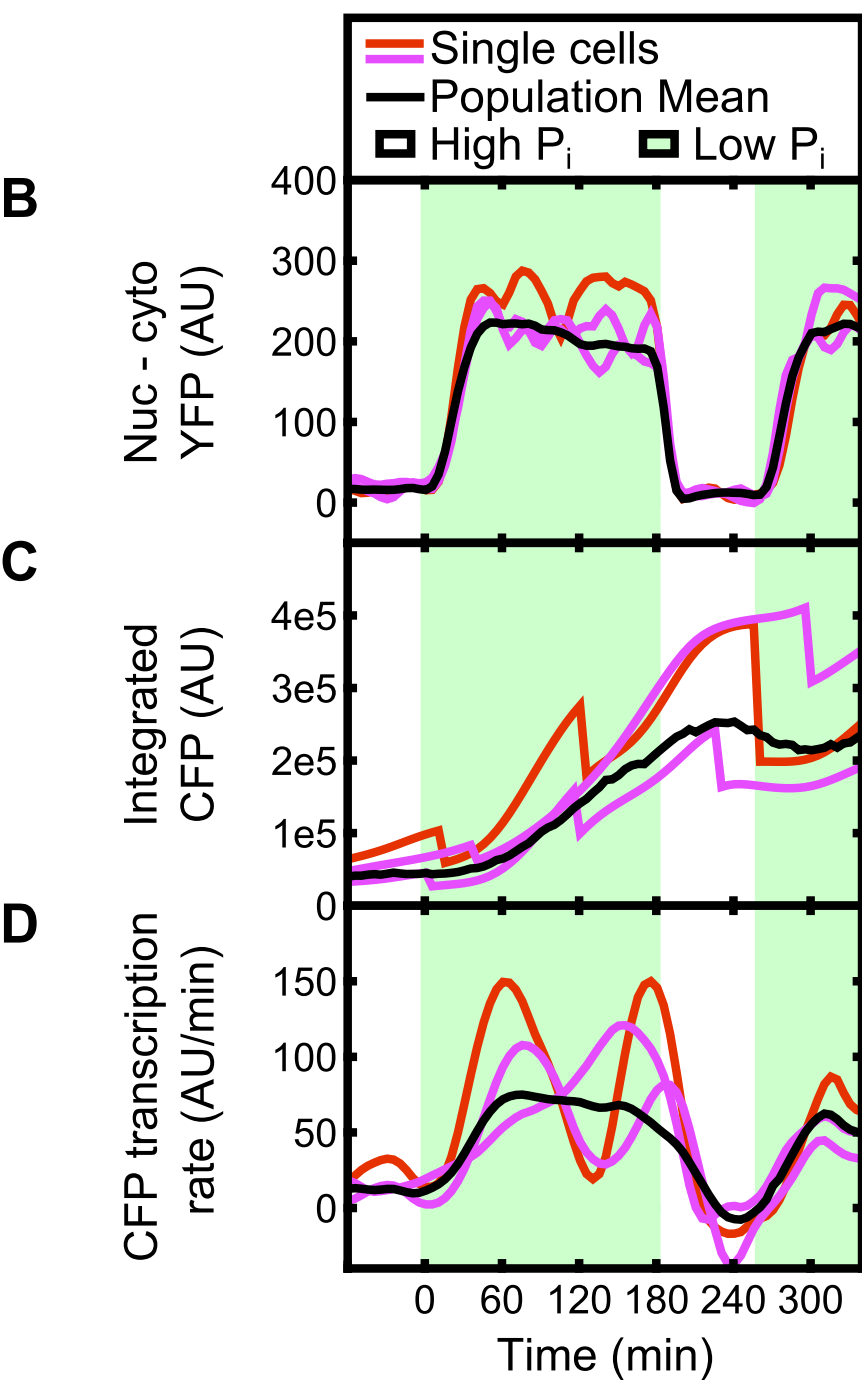 Single cells
Population Mean
High Pi Low Pi
B
Nuc - cyto
YFP (AU)
400
300
200
100
0
C
Integrated
CFP (AU)
4e5
3e5
2e5
1e5
0
D
CFP transcription
rate (AU/min)
150
100
50
0
0 60 120 180 240 300
Time (min)